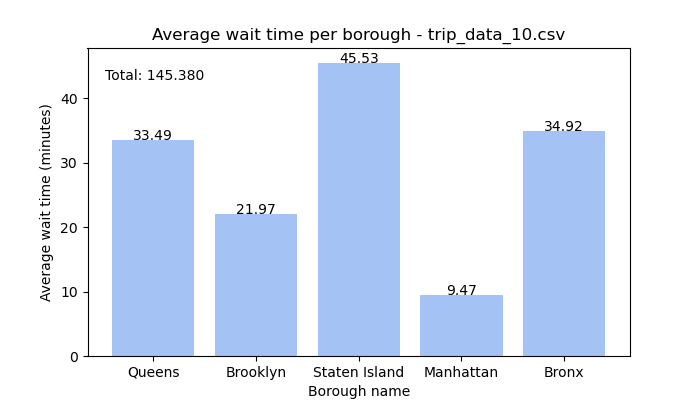 Average wait time per borough - trip_data_10.csv
Total: 145.380
Average wait time (minutes)
40
30
20
10
0
33.49
21.97
45.53
9.47
34.92
Queens
Brooklyn
Staten Island
Manhattan
Bronx
Borough name